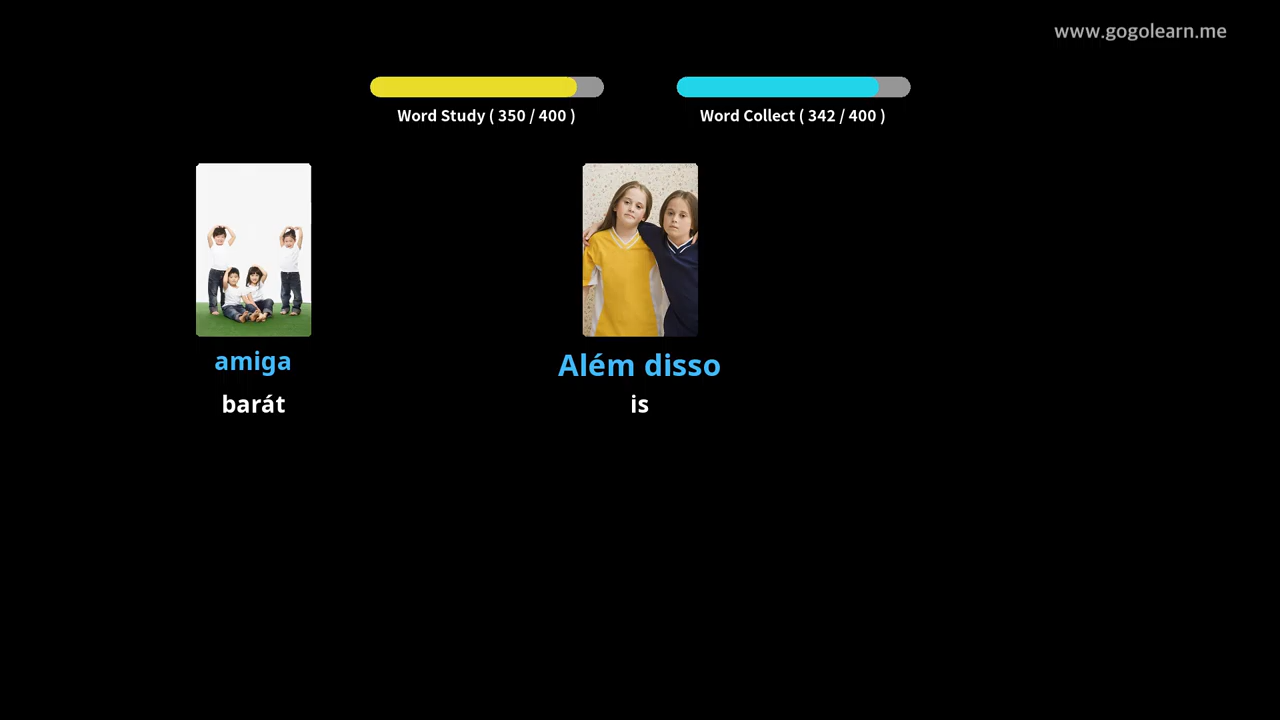 www.gogolearn.me
Word Study ( 350 / 400 )
Word Collect ( 342 / 400 )
amiga
barát
Além disso
is